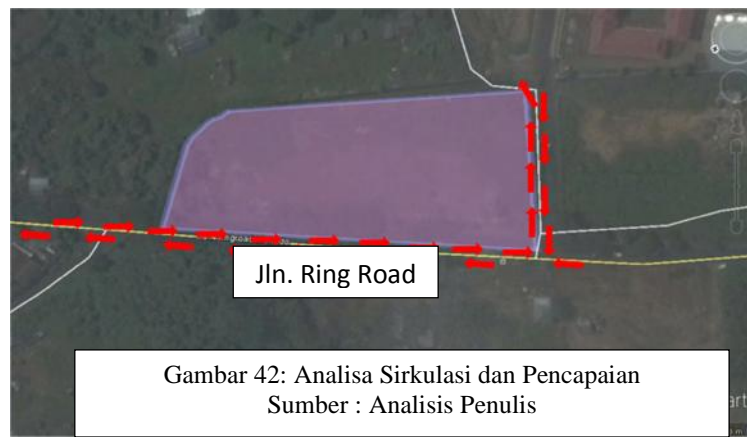 Jln. Ring Road
Gambar 42: Analisa Sirkulasi dan Pencapaian
Sumber : Analisis Penulis